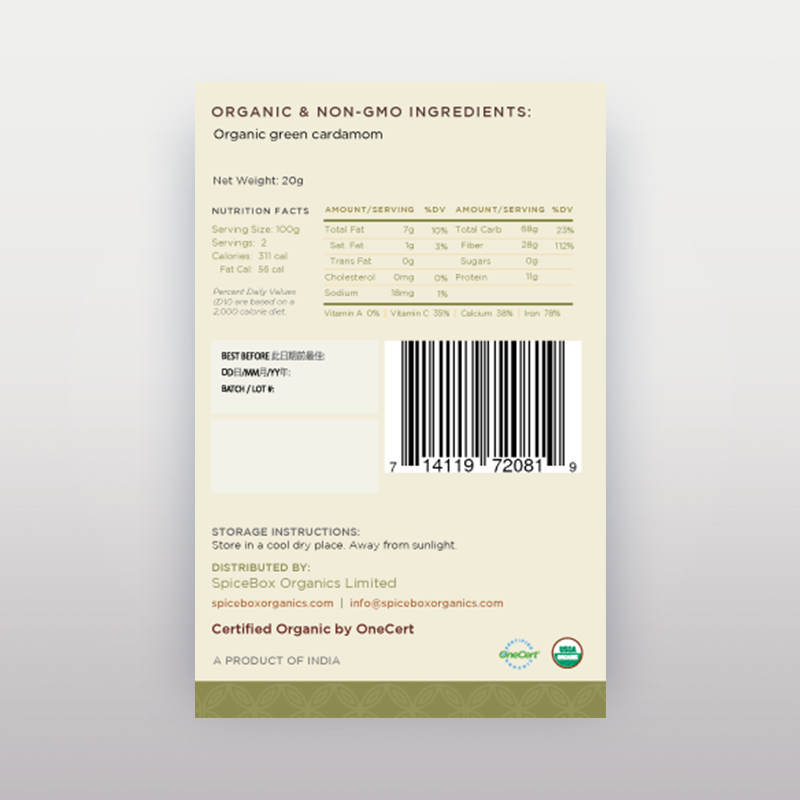 ORGANIC & NON-GMO INGREDIENTS:
Organic green cardamom
Net Weight: 20g
NUTRITION FACTS
Serving Size: 100g
Servings: 2
Calories: 311 cal
Fat Cal: 56 cal
Percent Daily Values
(DV) are based on a
2,000 calorie diet.
AMOUNT/SERVING %DV AMOUNT/SERVING %DV
Total Fat 7g 10% Total Carb 68g 23%
Sat. Fat 1g 3% Fiber 28g 112%
Trans Fat 0g Sugars 0g
Cholesterol 0mg 0% Protein 11g
Sodium 18mg 1%
Vitamin A 0% | Vitamin C 35% | Calcium 38% | Iron 78%
BEST BEFORE 此日期前最佳:
DD日/MM月/YY年:
BATCH / LOT #:
7 14119 72081 9
STORAGE INSTRUCTIONS:
Store in a cool dry place. Away from sunlight.
DISTRIBUTED BY:
SpiceBox Organics Limited
spiceboxorganics.com | info@spiceboxorganics.com
Certified Organic by OneCert
A PRODUCT OF INDIA
CERTIFIED
OneCert
ORGANIC
USDA
ORGANIC